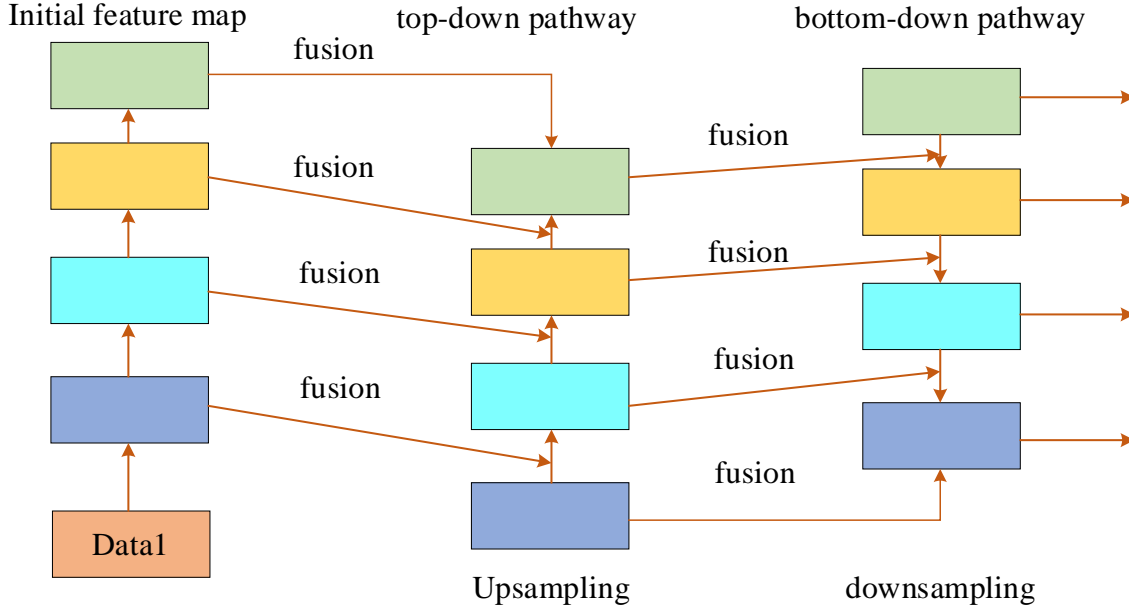 Initial feature map
top-down pathway
bottom-down pathway
fusion
fusion
fusion
fusion
fusion
fusion
fusion
fusion
Data1
Upsampling
downsampling